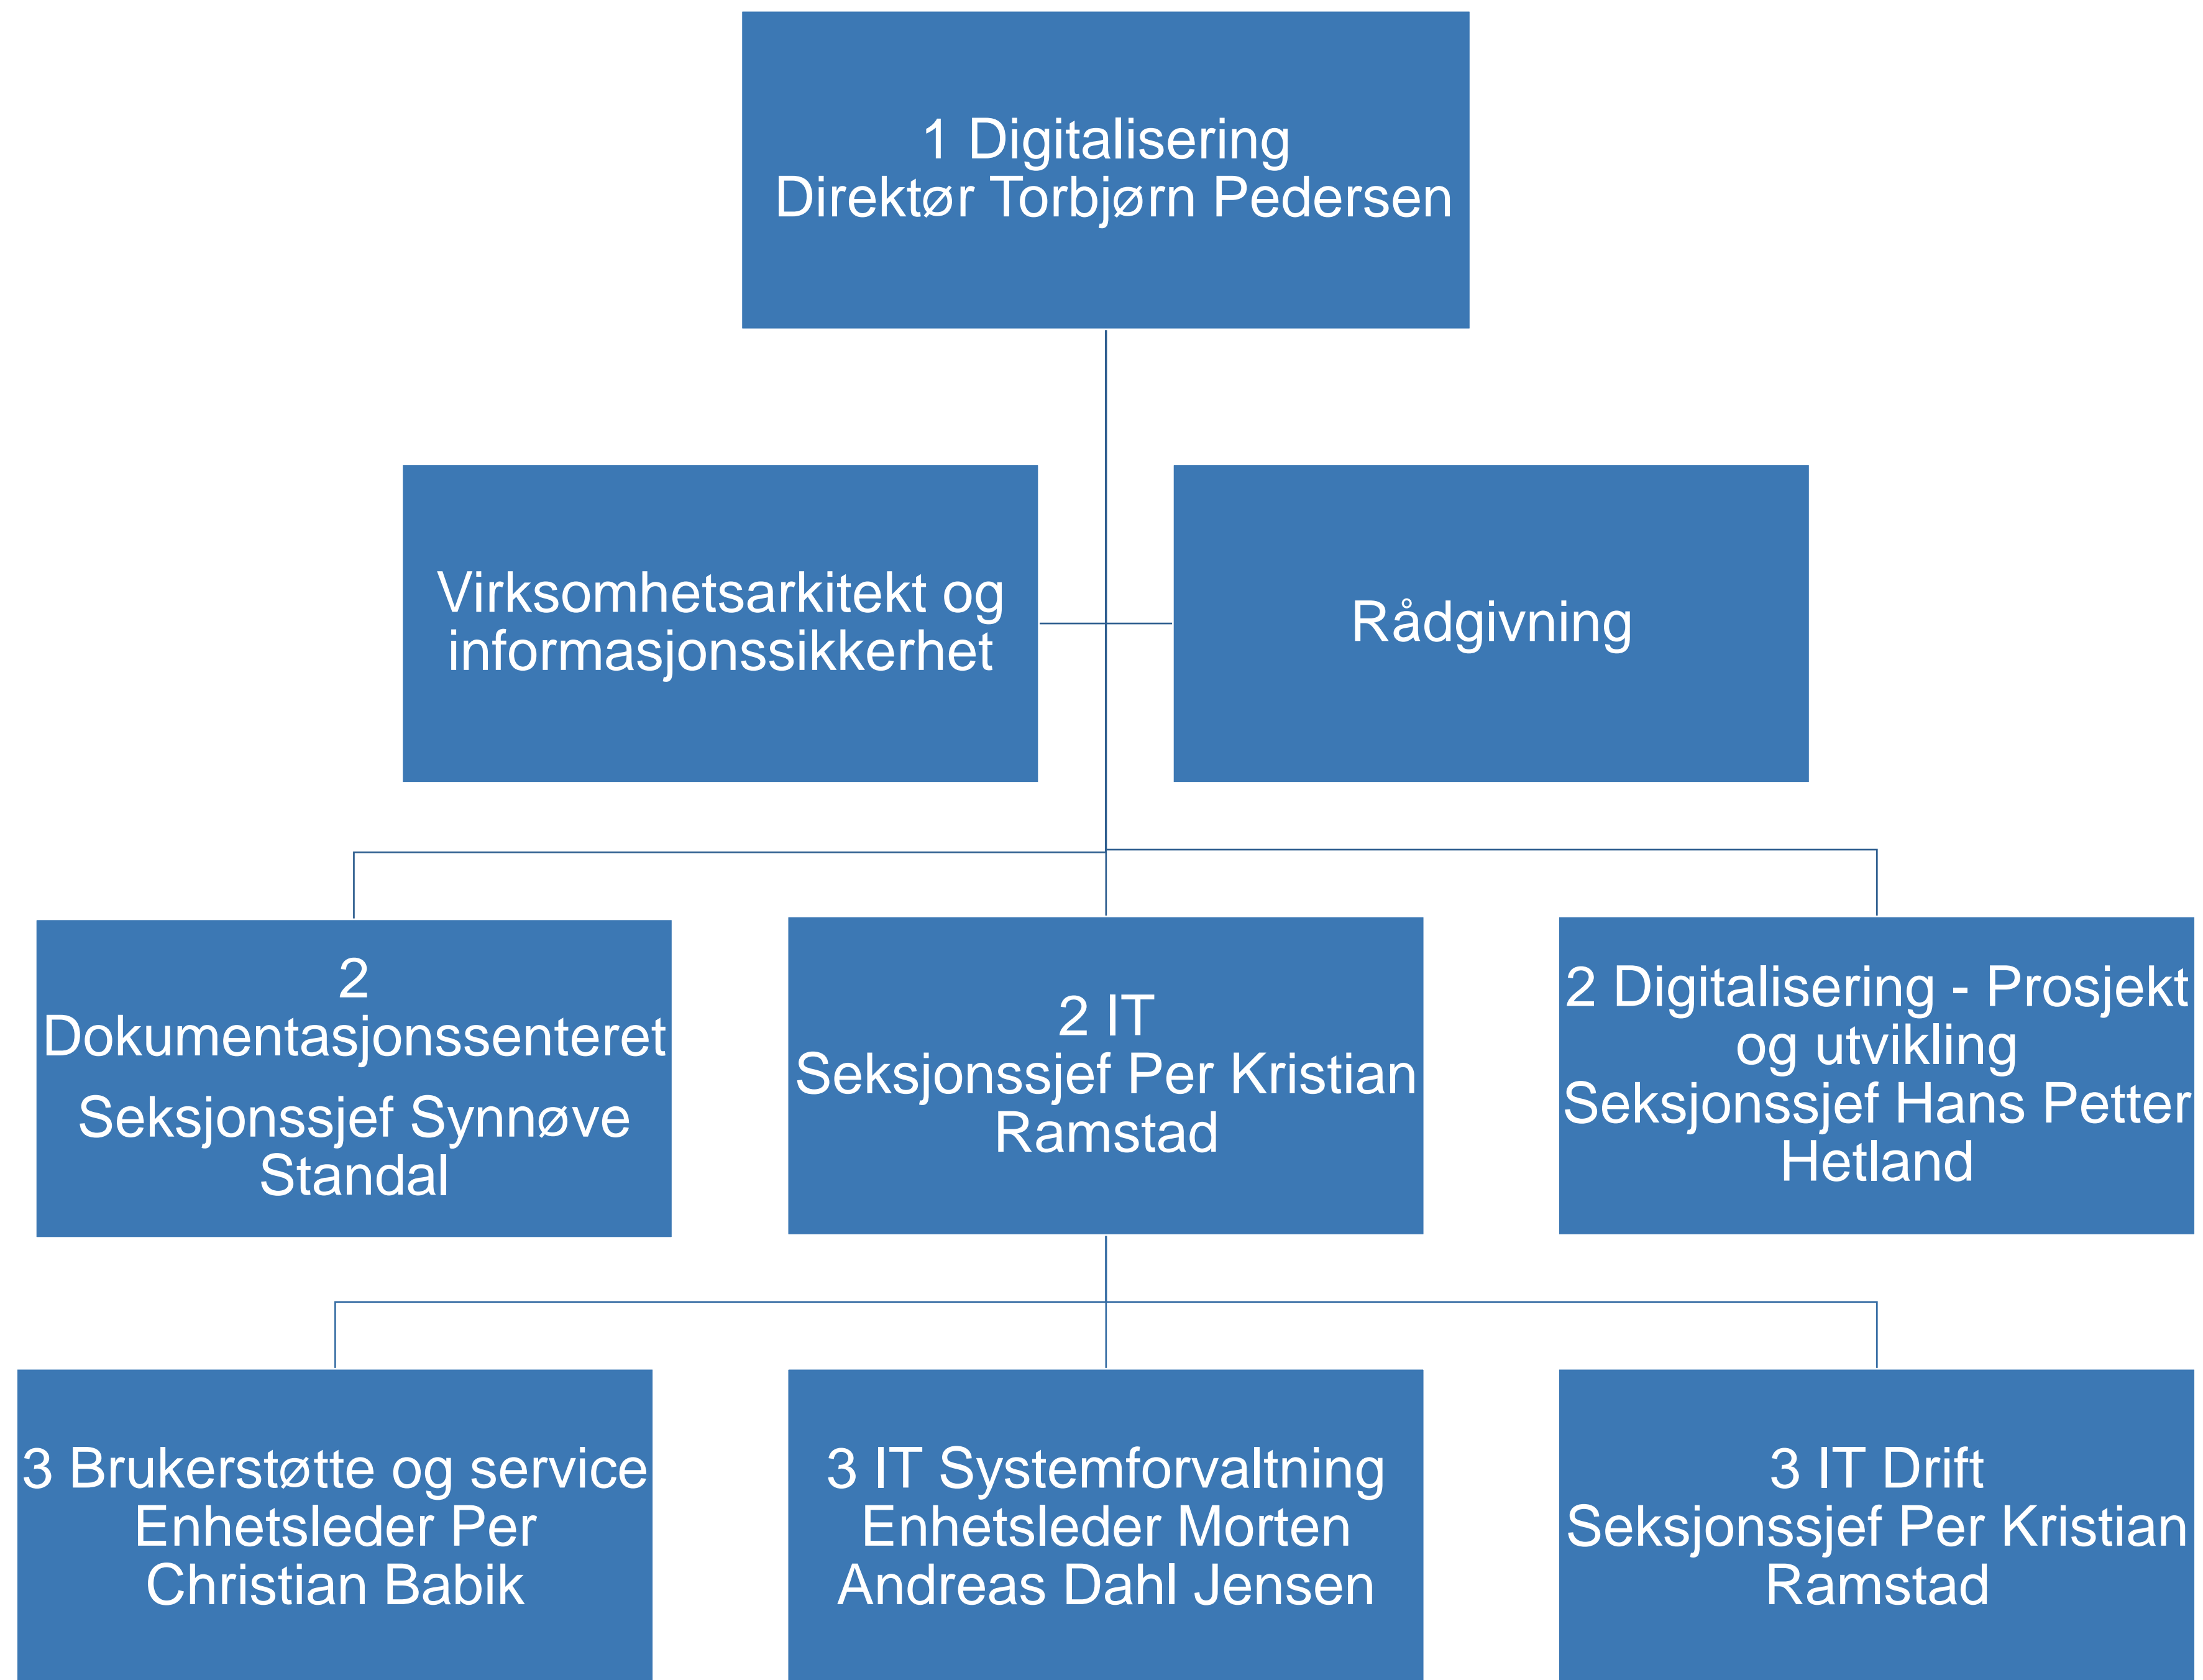 1 Digitalisering
Direktør Torbjørn Pedersen
Virksomhetsarkitekt og
informasjonssikkerhet
Rådgivning
2
Dokumentasjonssenteret
Seksjonssjef Synnøve
Standal
2 IT
Seksjonssjef Per Kristian
Ramstad
2 Digitalisering - Prosjekt
og utvikling
Seksjonssjef Hans Petter
Hetland
3 Brukerstøtte og service
Enhetsleder Per
Christian Babik
3 IT Systemforvaltning
Enhetsleder Morten
Andreas Dahl Jensen
3 IT Drift
Seksjonssjef Per Kristian
Ramstad